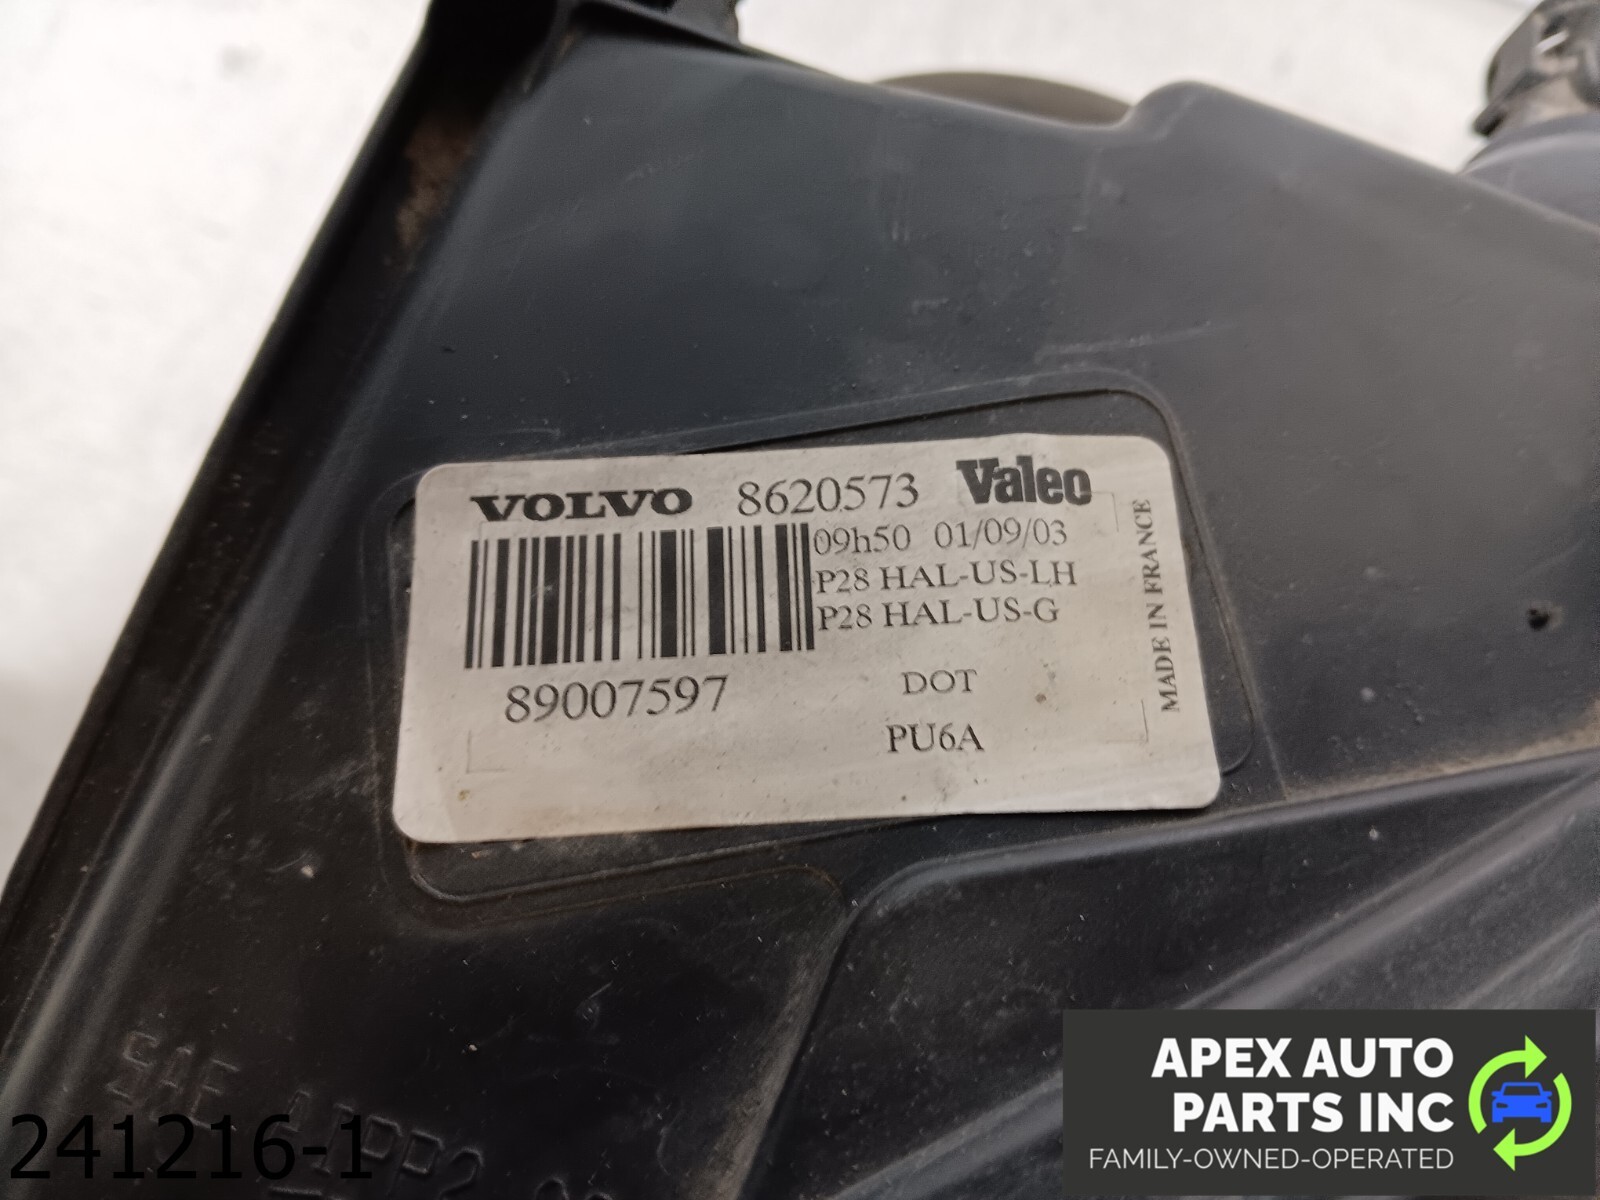 VOLVO 8620573 Valeo
09h50 01/09/03
P28 HAL-US-LH
P28 HAL-US-G
89007597
DOT
PU6A
MADE IN FRANCE
SAE
241216-1
APEX AUTO
PARTS INC
FAMILY-OWNED-OPERATED